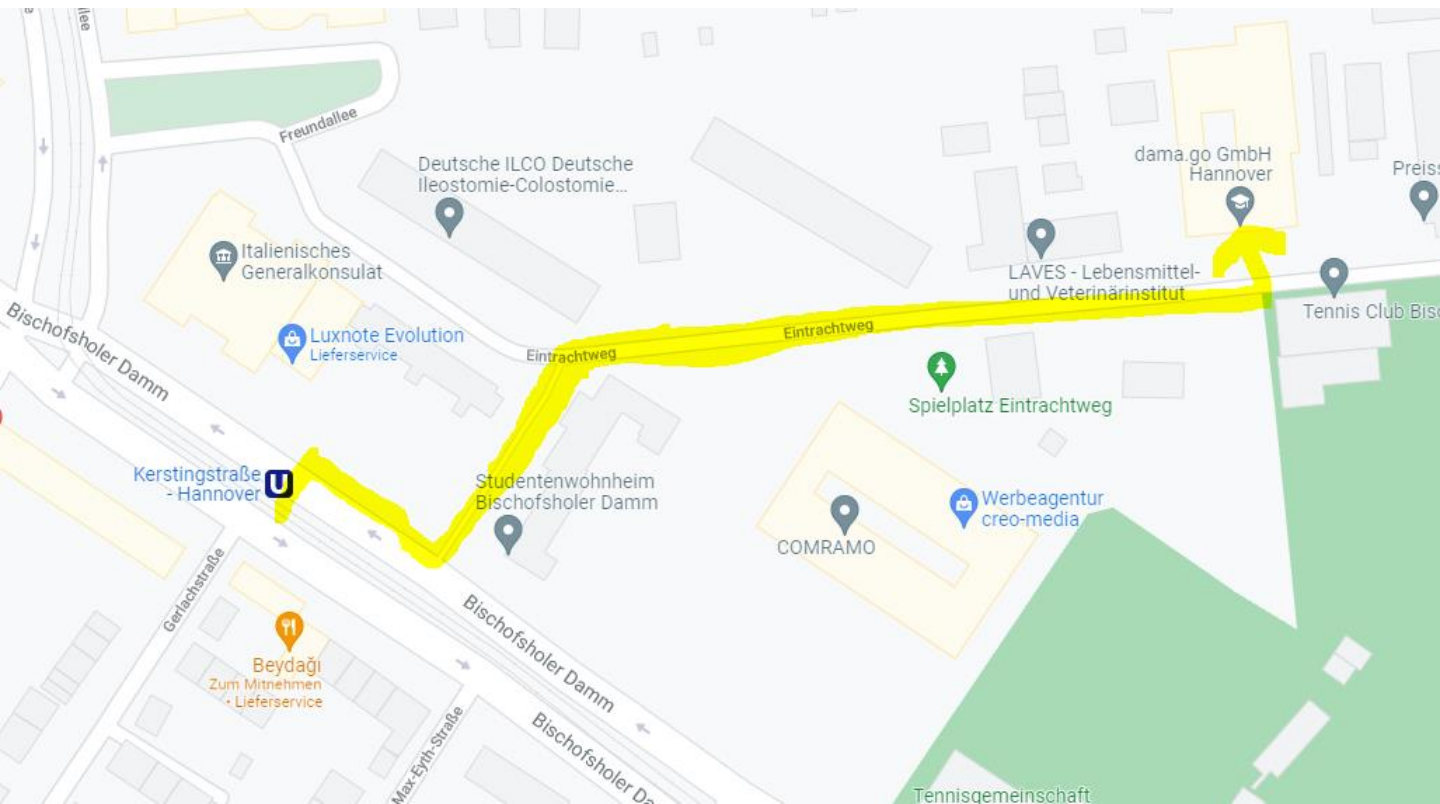 Freundallee
Deutsche ILCO Deutsche
Ileostomie-Colostomie...
dama.go GmbH
Hannover
Italienisches
Generalkonsulat
LAVES - Lebensmittel-
und Veterinärinstitut
Tennis Club
Bischofsholer Damm
Luxnote Evolution
Lieferservice
Eintrachtweg
Eintrachtweg
Spielplatz Eintrachtweg
Kerstingstraße
- Hannover
U
Studentenwohnheim
Bischofsholer Damm
Werbeagentur
creo-media
COMRAMO
Gerlachstraße
Bischofsholer Damm
Beydağı
Zum Mitnehmen
• Lieferservice
Max-Eyth-Straße
Bischofsholer
Tennisgemeinschaft